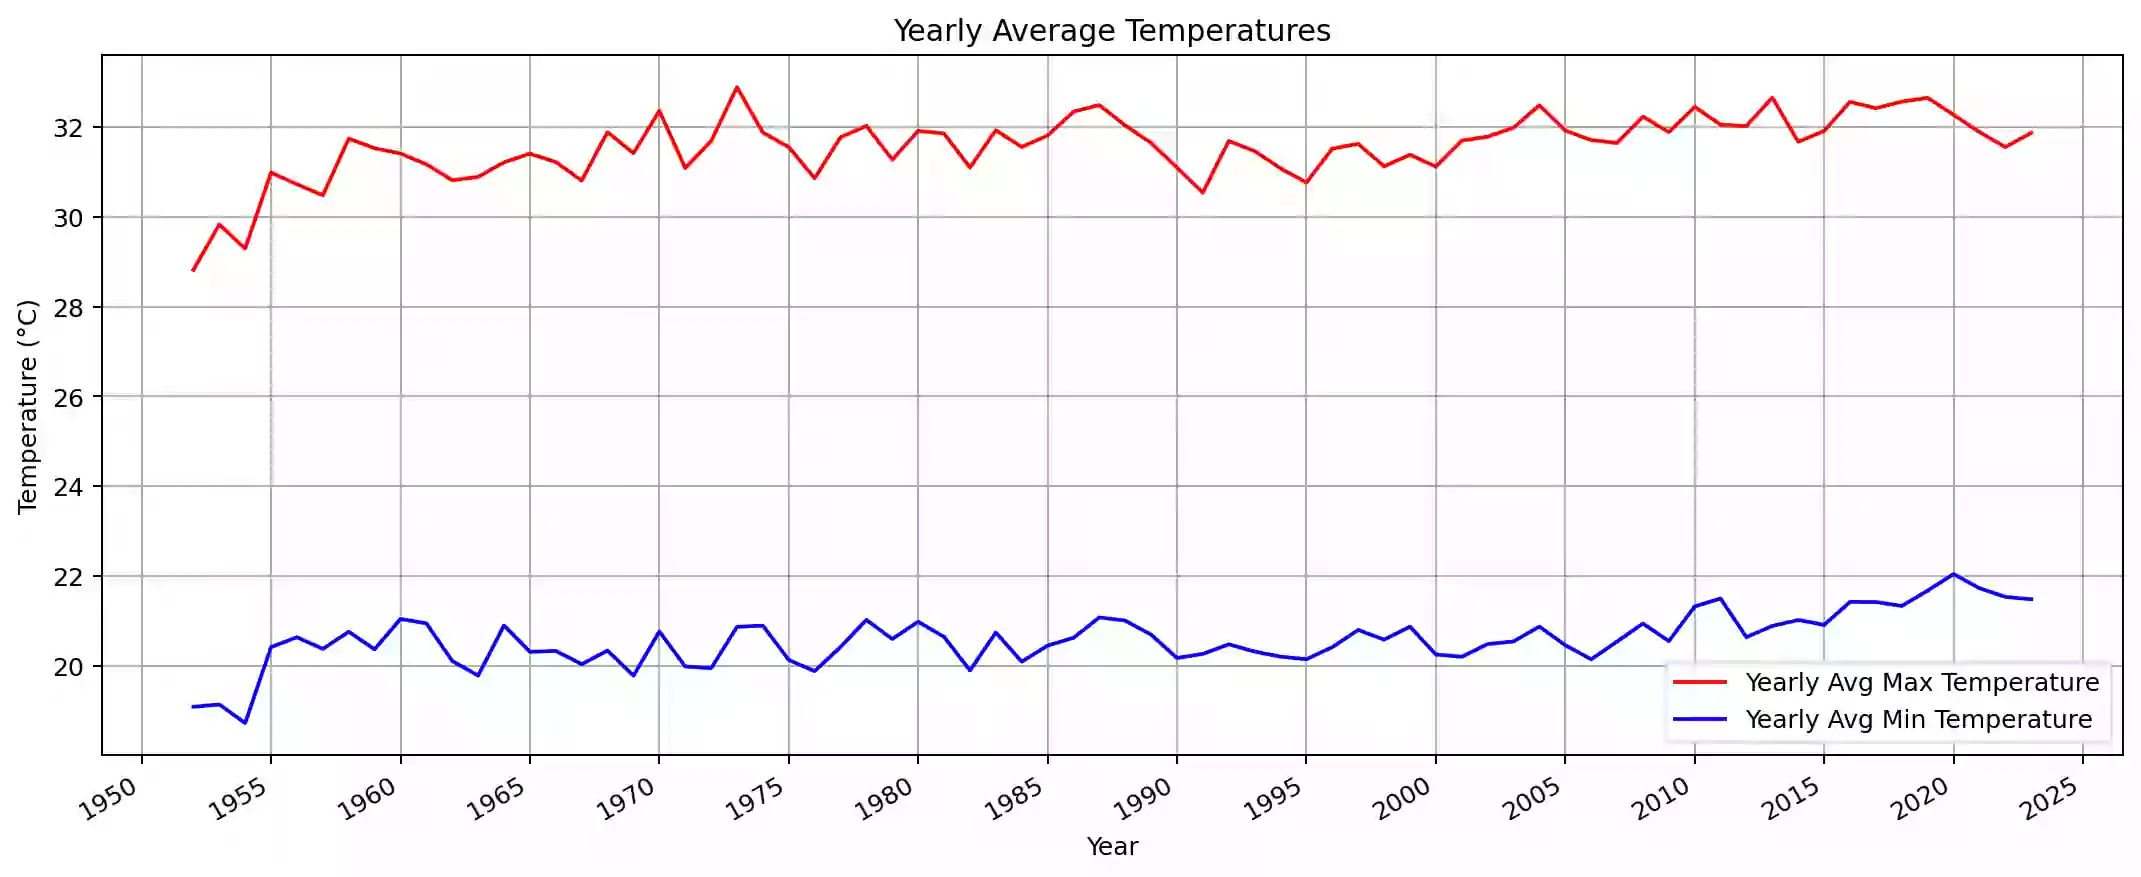 Yearly Average Temperatures
Temperature (°C)
32
30
28
26
24
22
20
Yearly Avg Max Temperature
Yearly Avg Min Temperature
1950 1955 1960 1965 1970 1975 1980 1985 1990 1995 2000 2005 2010 2015 2020 2025
Year